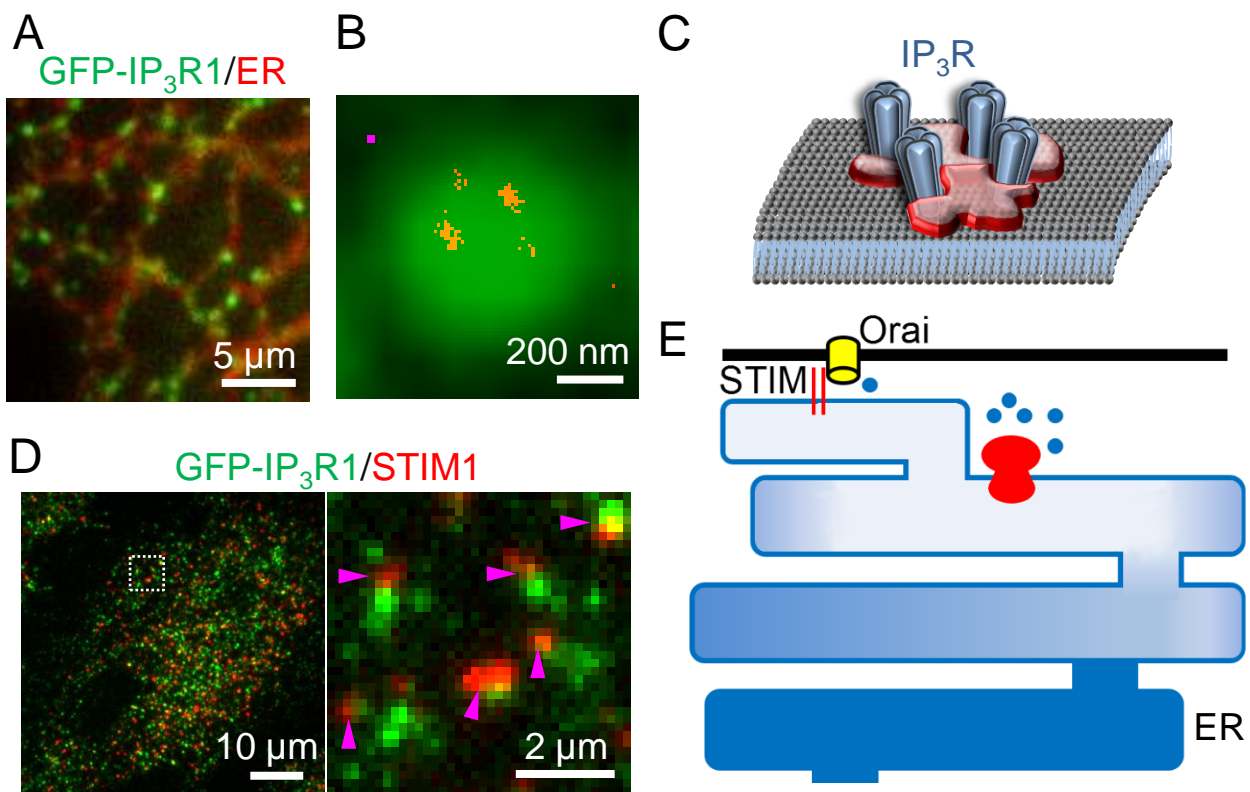 A
GFP-IP₃R1/ER
5 µm
B
200 nm
C
IP₃R
D
GFP-IP₃R1/STIM1
10 µm
2 µm
E
Orai
STIM
ER